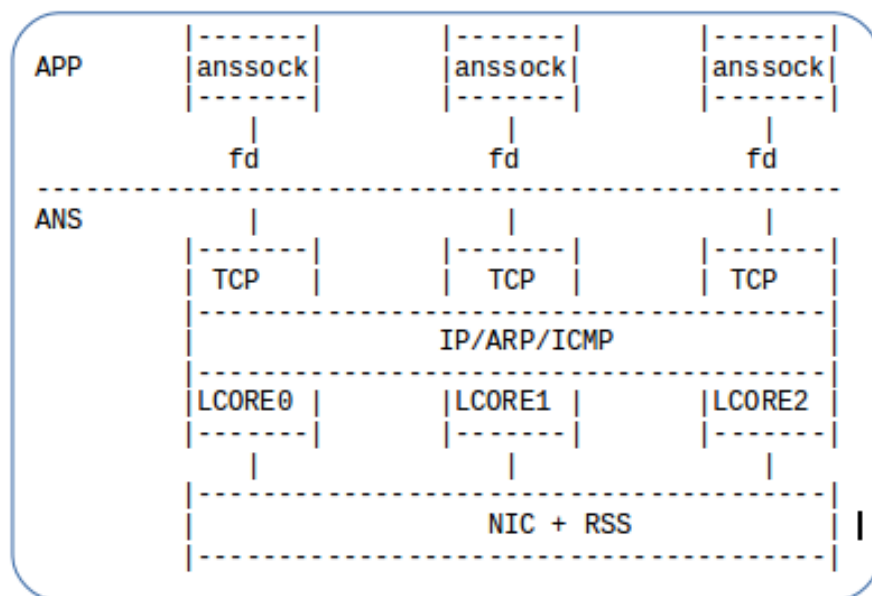 |-------|       |-------|       |-------|
APP      |anssock|       |anssock|       |anssock|
|-------|       |-------|       |-------|
|               |               |
fd              fd              fd
--------------------------------------------------
ANS          |               |               |
|-------|       |-------|       |-------|
| TCP   |       |  TCP  |       | TCP   |
|---------------------------------------|
|               IP/ARP/ICMP             |
|---------------------------------------|
|LCORE0 |       |LCORE1 |       |LCORE2 |
|-------|       |-------|       |-------|
|               |               |
|---------------------------------------|
|                  NIC + RSS            | |
|---------------------------------------|